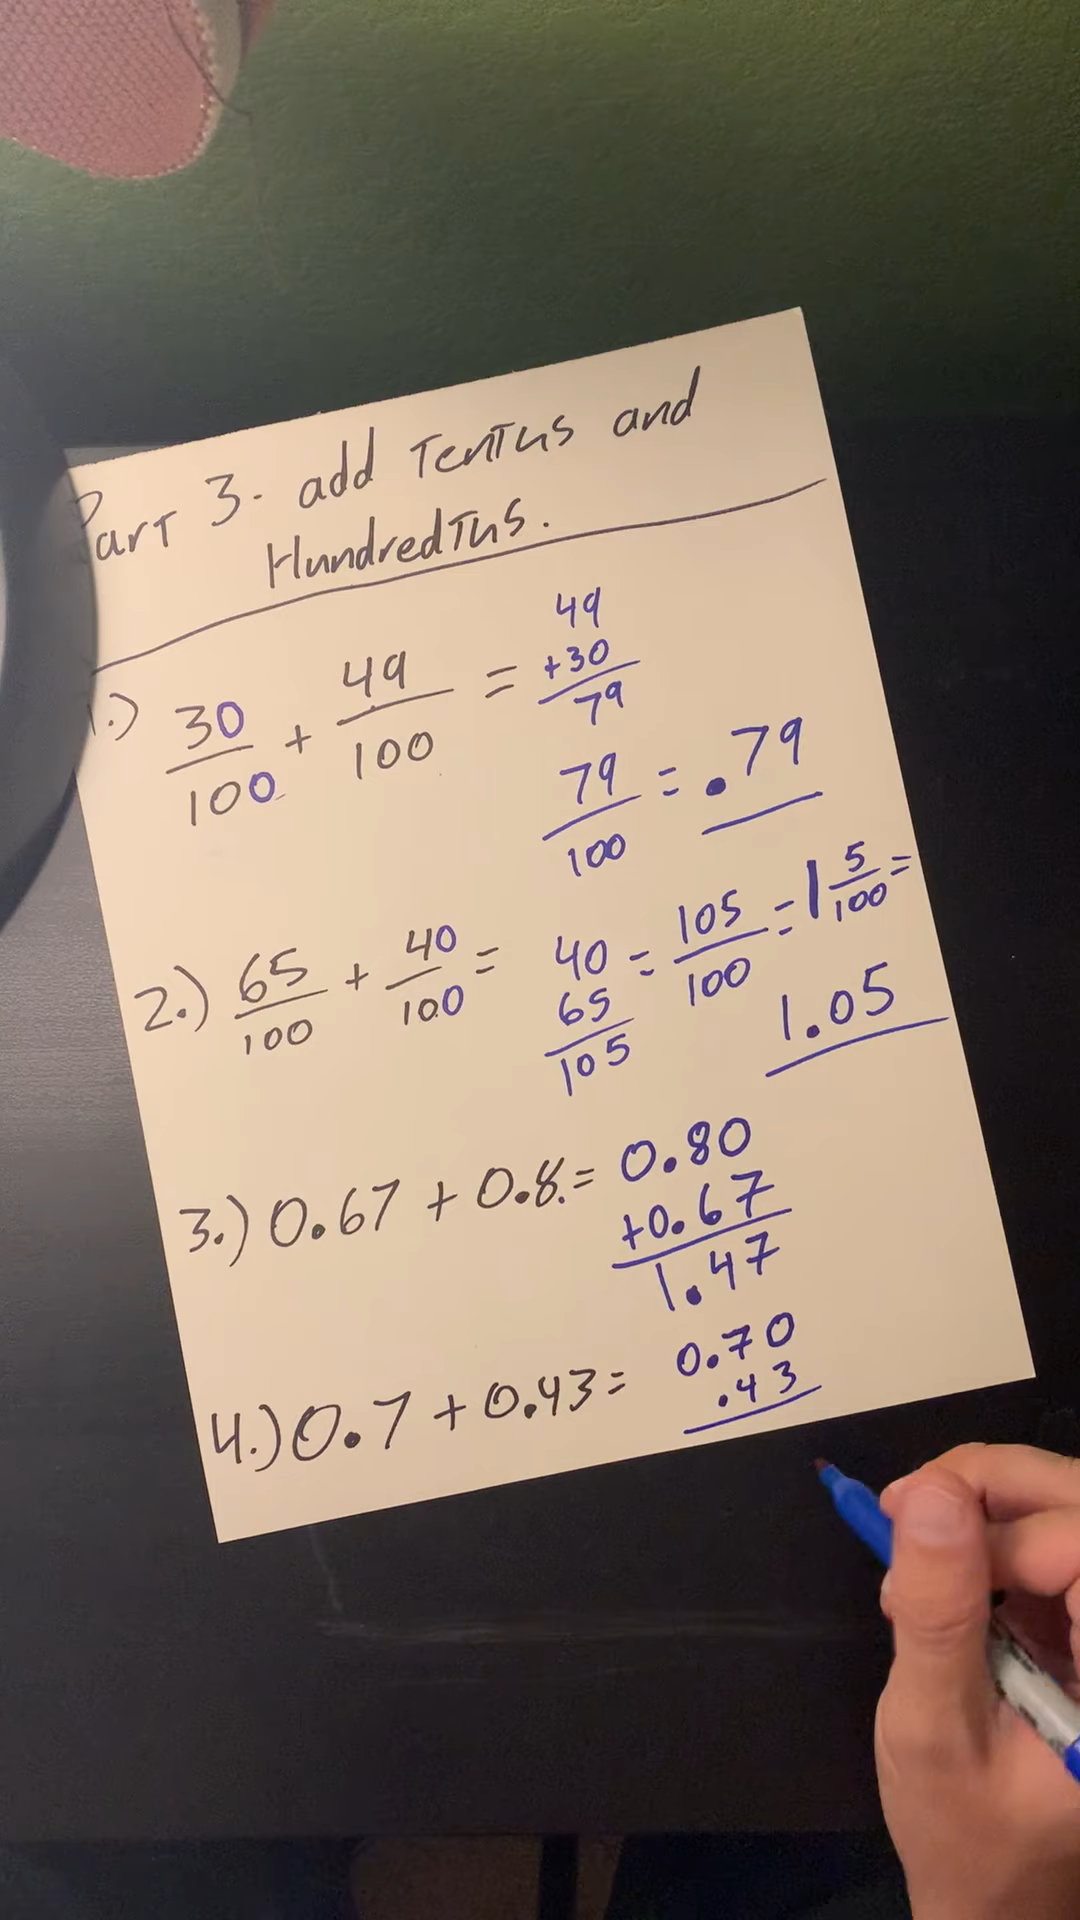 Part 3. add Tenths and
Hundredths.
1.) 30/100 + 49/100 = 49
+30
79
79/100 = .79
2.) 65/100 + 40/100 = 40 = 105/100 = 1 5/100 =
65
105
1.05
3.) 0.67 + 0.8. = 0.80
+0.67
1.47
4.) 0.7 + 0.43 = 0.70
.43